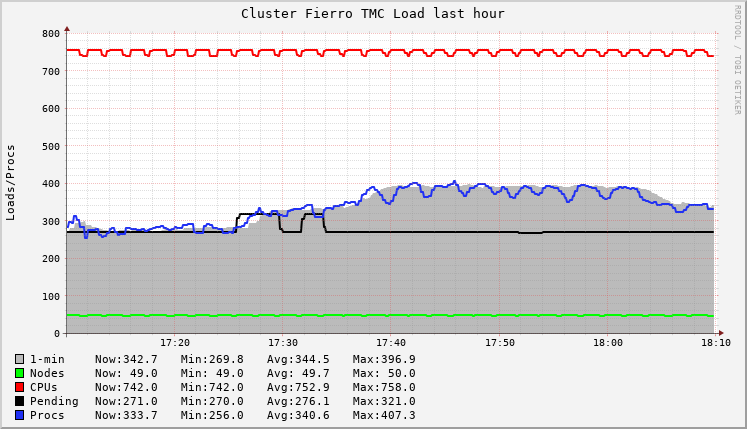 Cluster Fierro TMC Load last hour
RRDTOOL / TOBI OETIKER
Loads/Procs
800
700
600
500
400
300
200
100
0
17:20 17:30 17:40 17:50 18:00 18:10
1-min Now:342.7 Min:269.8 Avg:344.5 Max:396.9
Nodes Now: 49.0 Min: 49.0 Avg: 49.7 Max: 50.0
CPUs Now:742.0 Min:742.0 Avg:752.9 Max:758.0
Pending Now:271.0 Min:270.0 Avg:276.1 Max:321.0
Procs Now:333.7 Min:256.0 Avg:340.6 Max:407.3